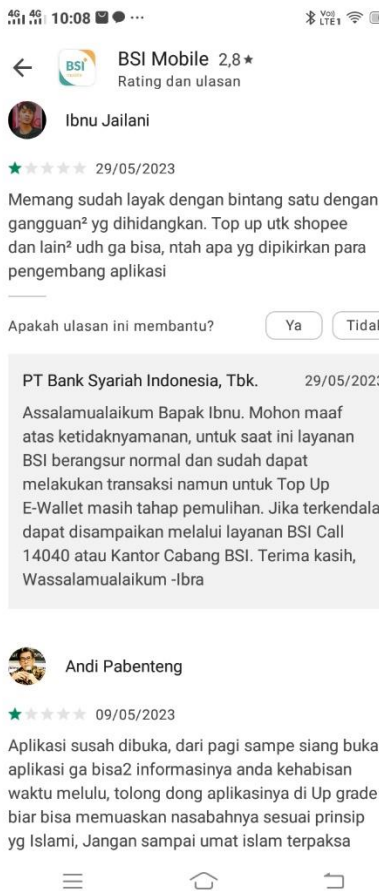 4G 4G 10:08 ... VoLTE1
BSI Mobile 2,8★
BSI
Rating dan ulasan
Ibnu Jailani
29/05/2023
Memang sudah layak dengan bintang satu dengan
gangguan² yg dihidangkan. Top up utk shopee
dan lain² udh ga bisa, ntah apa yg dipikirkan para
pengembang aplikasi
Apakah ulasan ini membantu? Ya Tidak
PT Bank Syariah Indonesia, Tbk. 29/05/2023
Assalamualaikum Bapak Ibnu. Mohon maaf
atas ketidaknyamanan, untuk saat ini layanan
BSI berangsur normal dan sudah dapat
melakukan transaksi namun untuk Top Up
E-Wallet masih tahap pemulihan. Jika terkendala
dapat disampaikan melalui layanan BSI Call
14040 atau Kantor Cabang BSI. Terima kasih,
Wassalamualaikum -Ibra
Andi Pabenteng
09/05/2023
Aplikasi susah dibuka, dari pagi sampe siang buka
aplikasi ga bisa2 informasinya anda kehabisan
waktu melulu, tolong dong aplikasinya di Up grade
biar bisa memuaskan nasabahnya sesuai prinsip
yg Islami, Jangan sampai umat islam terpaksa